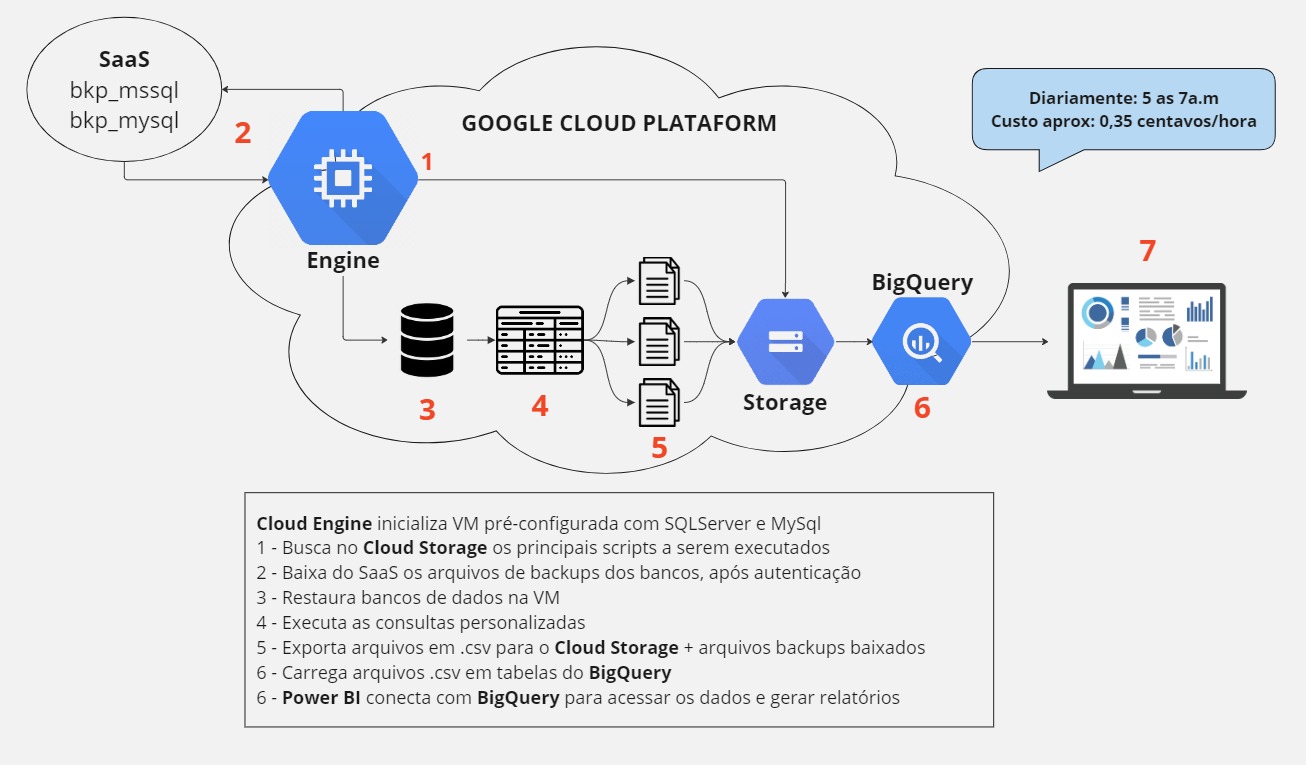 SaaS
bkp_mssql
bkp_mysql
2
1
GOOGLE CLOUD PLATAFORM
Diariamente: 5 as 7a.m
Custo aprox: 0,35 centavos/hora
Engine
BigQuery
7
Storage
3
4
5
6
Cloud Engine inicializa VM pré-configurada com SQLServer e MySql
1 - Busca no Cloud Storage os principais scripts a serem executados
2 - Baixa do SaaS os arquivos de backups dos bancos, após autenticação
3 - Restaura bancos de dados na VM
4 - Executa as consultas personalizadas
5 - Exporta arquivos em .csv para o Cloud Storage + arquivos backups baixados
6 - Carrega arquivos .csv em tabelas do BigQuery
6 - Power BI conecta com BigQuery para acessar os dados e gerar relatórios